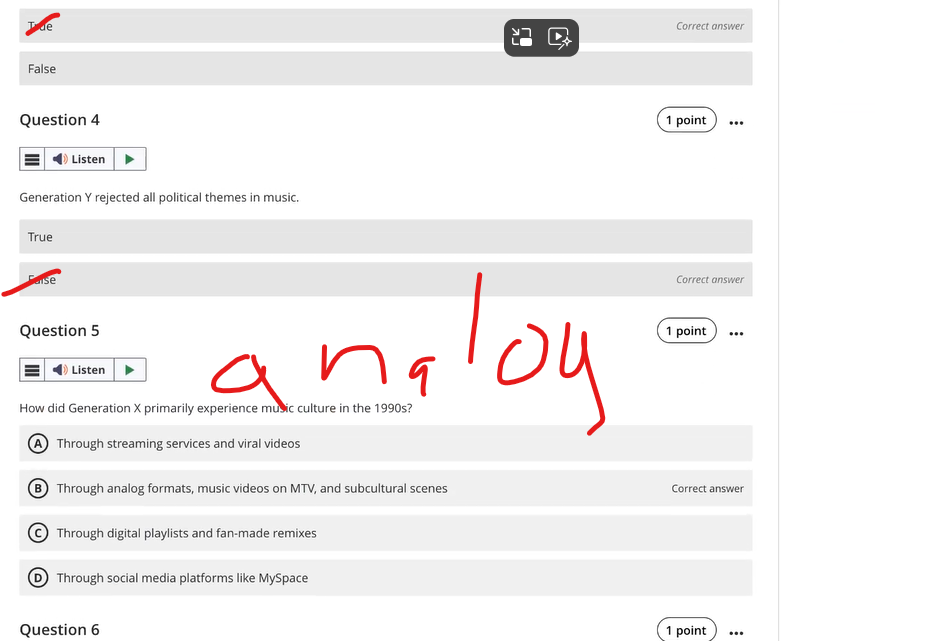 True Correct answer
False
Question 4 1 point
Listen
Generation Y rejected all political themes in music.
True
False Correct answer
Question 5 1 point
Listen
analoy
How did Generation X primarily experience music culture in the 1990s?
A Through streaming services and viral videos
B Through analog formats, music videos on MTV, and subcultural scenes Correct answer
C Through digital playlists and fan-made remixes
D Through social media platforms like MySpace
Question 6 1 point